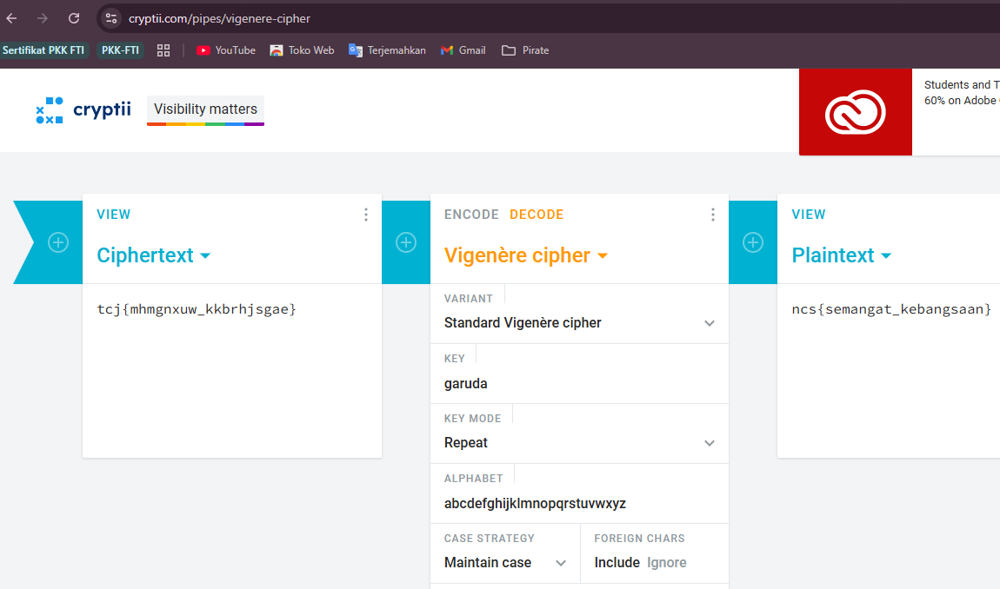 cryptii.com/pipes/vigenere-cipher
Sertifikat PKK FTI
PKK-FTI
YouTube
Toko Web
Terjemahkan
Gmail
Pirate
cryptii
Visibility matters
Students and T
60% on Adobe
VIEW
Ciphertext
tcj{mhmgnxuw_kkbrhjsgae}
ENCODE DECODE
Vigenère cipher
VARIANT
Standard Vigenère cipher
KEY
garuda
KEY MODE
Repeat
ALPHABET
abcdefghijklmnopqrstuvwxyz
CASE STRATEGY
Maintain case
FOREIGN CHARS
Include Ignore
VIEW
Plaintext
ncs{semangat_kebangsaan}